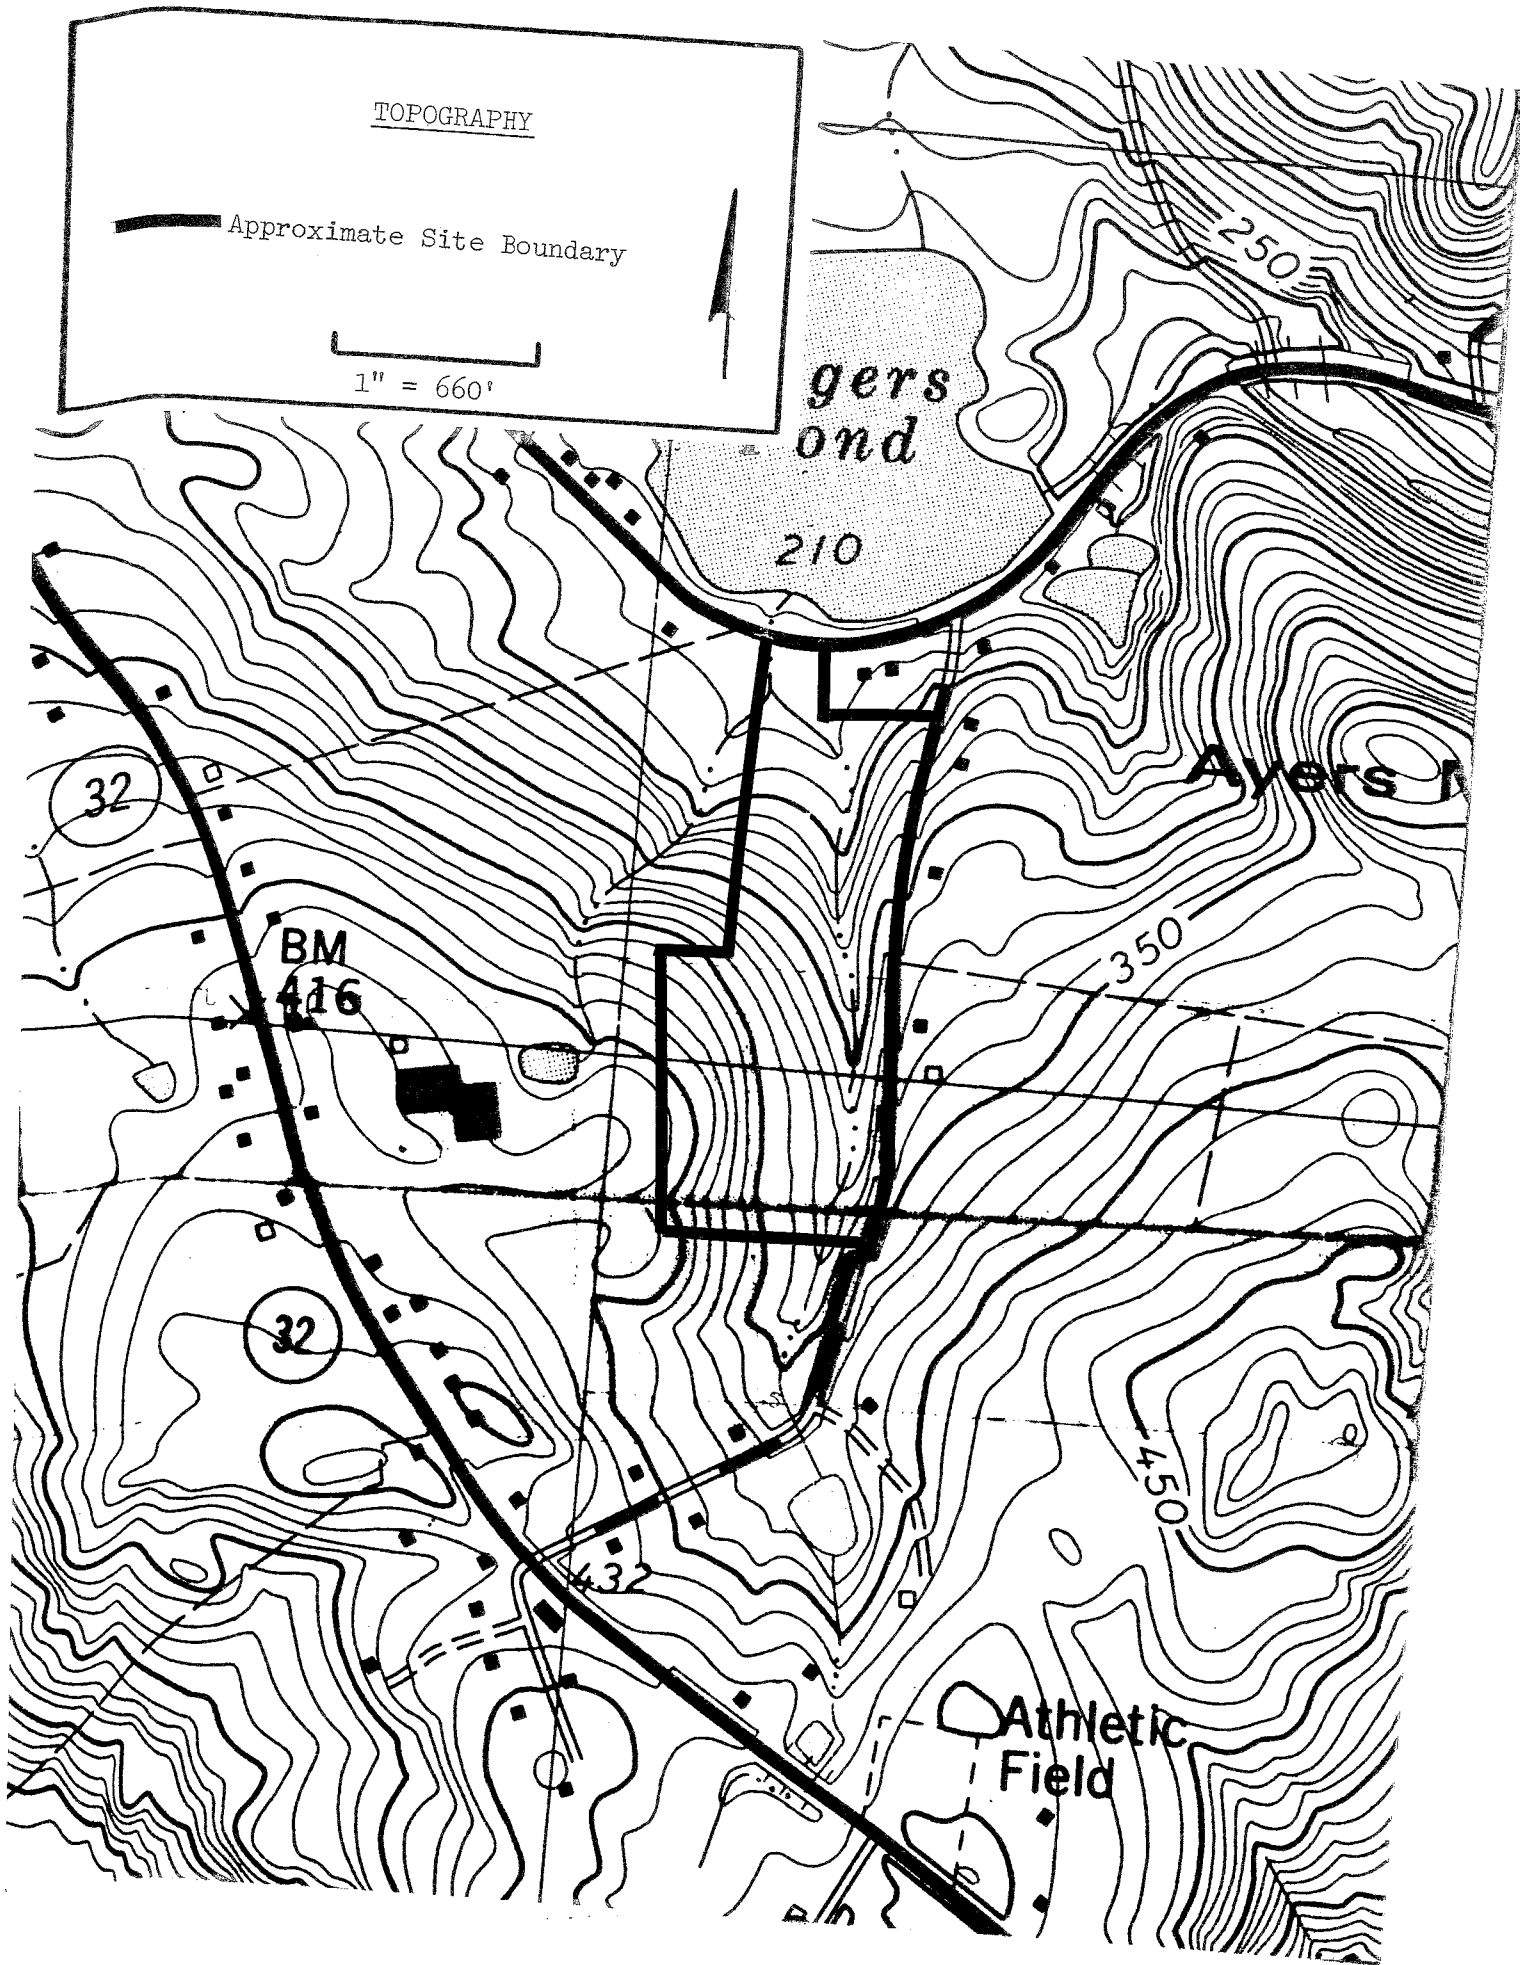 TOPOGRAPHY
Approximate Site Boundary
1" = 660'
250
gers
ond
210
Ayers
32
350
BM
416
32
450
432
Athletic
Field